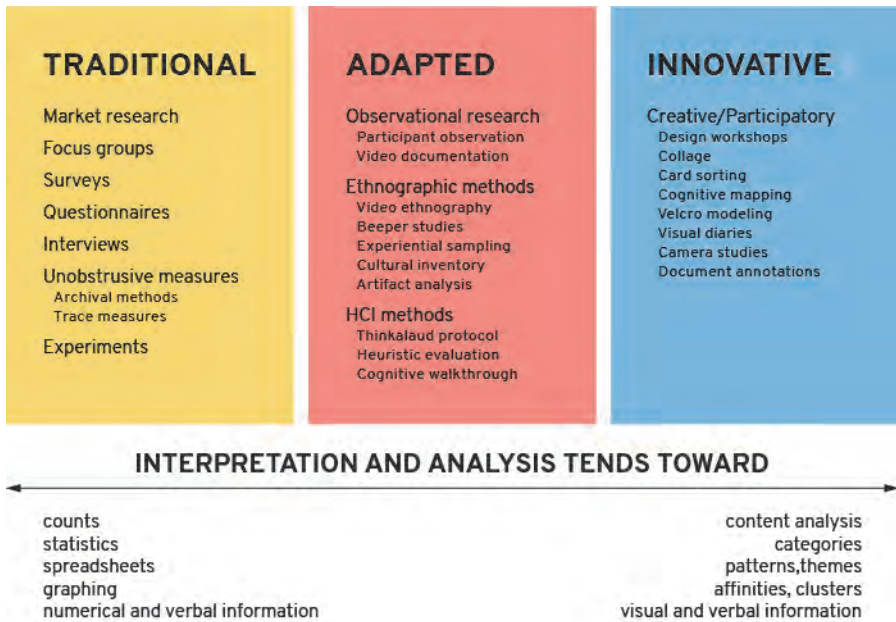 TRADITIONAL
Market research
Focus groups
Surveys
Questionnaires
Interviews
Unobstrusive measures
Archival methods
Trace measures
Experiments
ADAPTED
Observational research
Participant observation
Video documentation
Ethnographic methods
Video ethnography
Beeper studies
Experiential sampling
Cultural inventory
Artifact analysis
HCI methods
Thinkalaud protocol
Heuristic evaluation
Cognitive walkthrough
INNOVATIVE
Creative/Participatory
Design workshops
Collage
Card sorting
Cognitive mapping
Velcro modeling
Visual diaries
Camera studies
Document annotations
INTERPRETATION AND ANALYSIS TENDS TOWARD
counts
statistics
spreadsheets
graphing
numerical and verbal information
content analysis
categories
patterns,themes
affinities, clusters
visual and verbal information